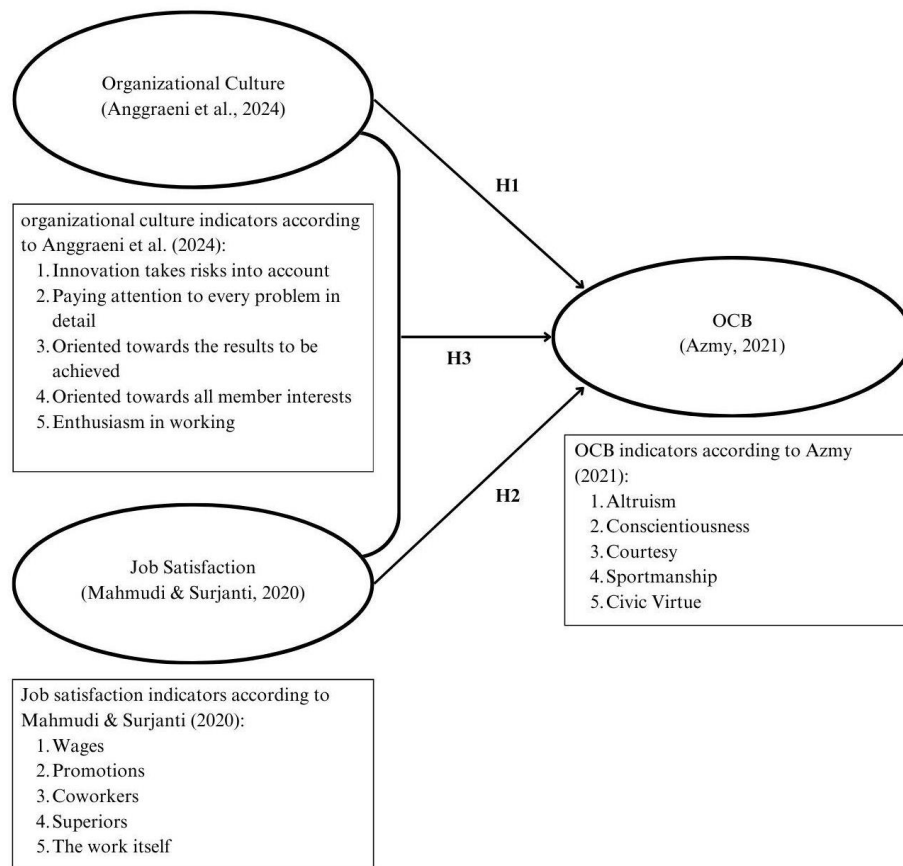 Organizational Culture
(Anggraeni et al., 2024)
H1
organizational culture indicators according
to Anggraeni et al. (2024):
1. Innovation takes risks into account
2. Paying attention to every problem in
detail
3. Oriented towards the results to be
achieved
4. Oriented towards all member interests
5. Enthusiasm in working
H3
OCB
(Azmy, 2021)
H2
OCB indicators according to Azmy
(2021):
1. Altruism
2. Conscientiousness
3. Courtesy
4. Sportmanship
5. Civic Virtue
Job Satisfaction
(Mahmudi & Surjanti, 2020)
Job satisfaction indicators according to
Mahmudi & Surjanti (2020):
1. Wages
2. Promotions
3. Coworkers
4. Superiors
5. The work itself